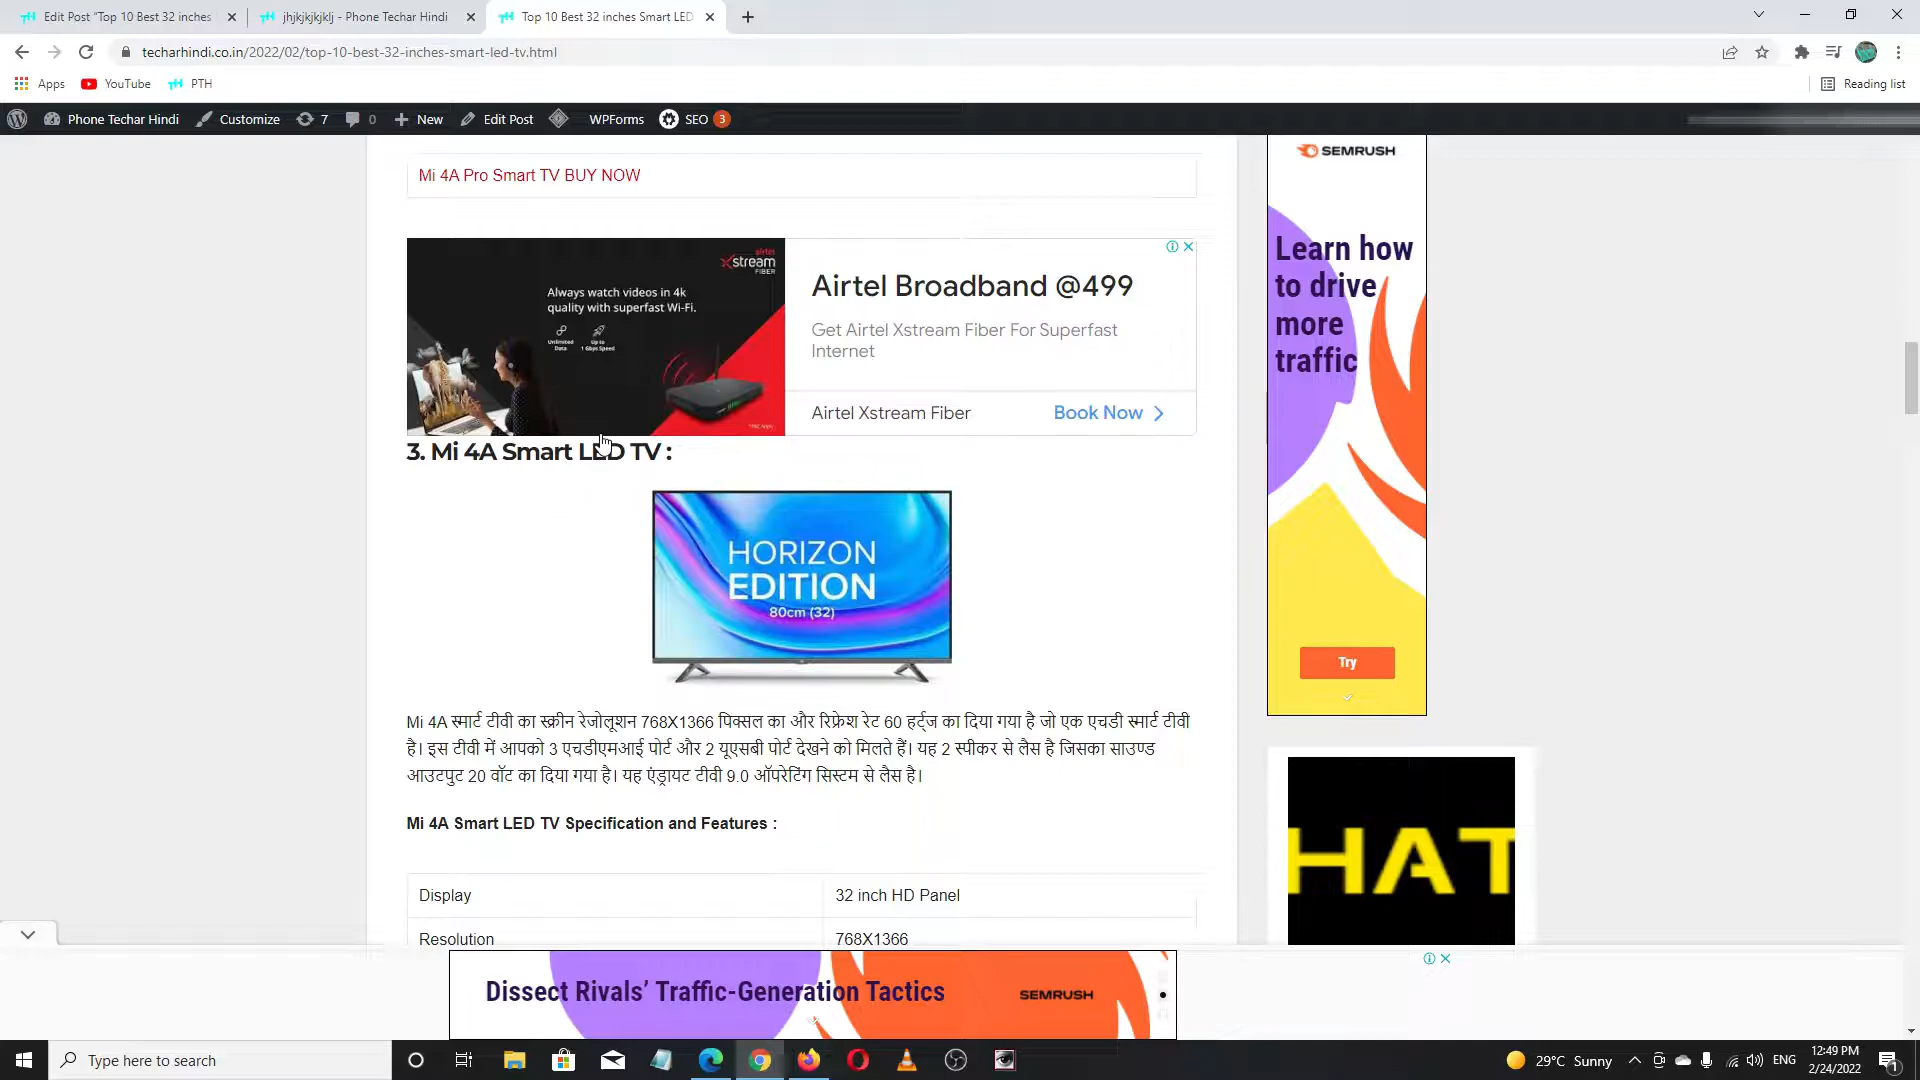 Edit Post "Top 10 Best 32 inches
jhjkjkjkjklj - Phone Techar Hindi
Top 10 Best 32 inches Smart LED
techarhindi.co.in/2022/02/top-10-best-32-inches-smart-led-tv.html
Apps
YouTube
PTH
Reading list
Phone Techar Hindi
Customize
7
0
New
Edit Post
WPForms
SEO
3
Mi 4A Pro Smart TV BUY NOW
airtel
Xstream
FIBER
Always watch videos in 4k
quality with superfast Wi-Fi.
Unlimited
Data
Up to
1 Gbps Speed
Airtel Broadband @499
Get Airtel Xstream Fiber For Superfast
Internet
Airtel Xstream Fiber
Book Now
3. Mi 4A Smart LED TV :
HORIZON
EDITION
80cm (32)
Mi 4A स्मार्ट टीवी का स्क्रीन रेजोलूशन 768X1366 पिक्सल का और रिफ्रेश रेट 60 हर्ट्ज का दिया गया है जो एक एचडी स्मार्ट टीवी
है। इस टीवी में आपको 3 एचडीएमआई पोर्ट और 2 यूएसबी पोर्ट देखने को मिलते हैं। यह 2 स्पीकर से लैस है जिसका साउण्ड
आउटपुट 20 वॉट का दिया गया है। यह एंड्रायट टीवी 9.0 ऑपरेटिंग सिस्टम से लैस है।
Mi 4A Smart LED TV Specification and Features :
Display
32 inch HD Panel
Resolution
768X1366
SEMRUSH
Learn how
to drive
more
traffic
Try
HAT
Dissect Rivals' Traffic-Generation Tactics
SEMRUSH
Type here to search
29°C Sunny
ENG
12:49 PM
2/24/2022
1